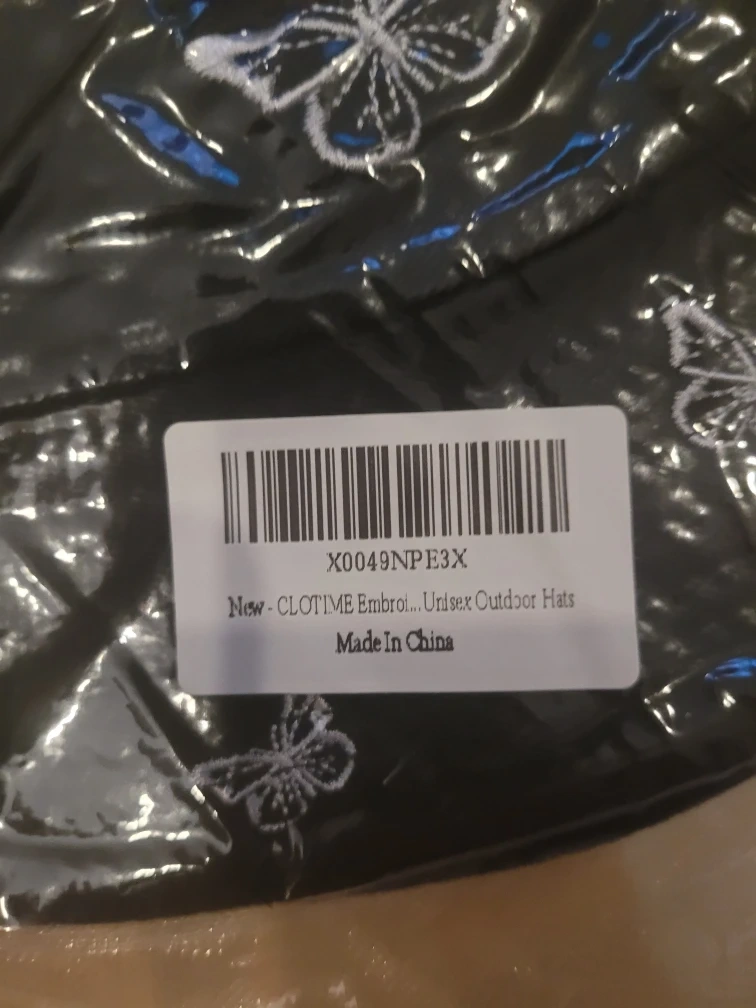 X0049NPE3X
New - CLOTIME Embroi... Unisex Outdoor Hats
Made In China